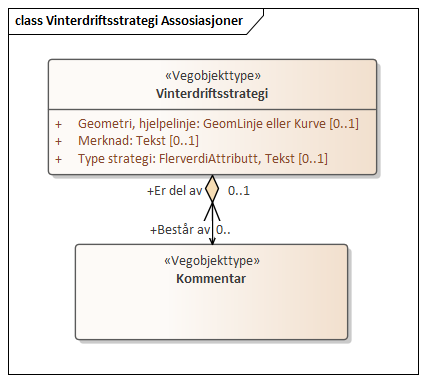 class Vinterdriftsstrategi Assosiasjoner
«Vegobjekttype»
Vinterdriftsstrategi
+ Geometri, hjelpelinje: GeomLinje eller Kurve [0..1]
+ Merknad: Tekst [0..1]
+ Type strategi: FlerverdiAttributt, Tekst [0..1]
+Er del av 0..1
+Består av 0..
«Vegobjekttype»
Kommentar